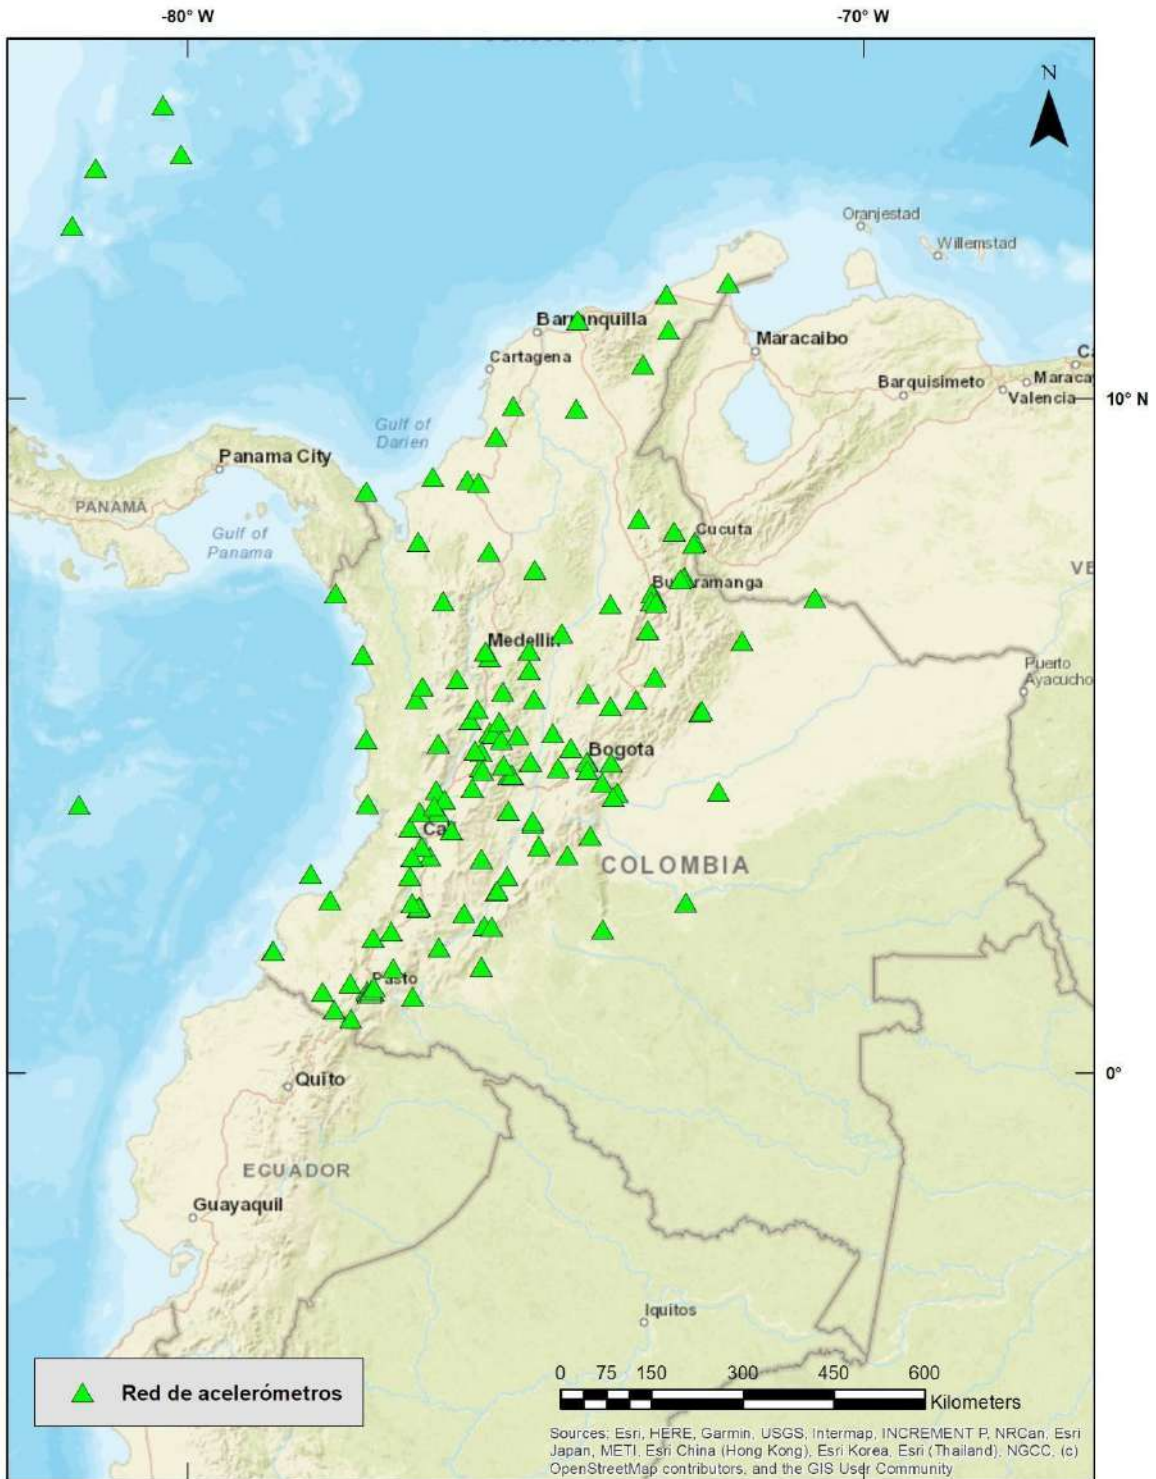 -80° W
-70° W
N
Oranjestad
Willemstad
Barranquilla
Maracaibo
Cartagena
Barquisimeto
Maracay
Valencia
10° N
Gulf of
Darien
Panama City
PANAMA
Gulf of
Panama
Cucuta
VE
Bucaramanga
Medellin
Puerto
Ayacucho
Bogota
Cali
COLOMBIA
Pasto
0°
Quito
ECUADOR
Guayaquil
Iquitos
Red de acelerómetros
0 75 150 300 450 600
Kilometers
Sources: Esri, HERE, Garmin, USGS, Intermap, INCREMENT P, NRCan, Esri
Japan, METI, Esri China (Hong Kong), Esri Korea, Esri (Thailand), NGCC, (c)
OpenStreetMap contributors, and the GIS User Community